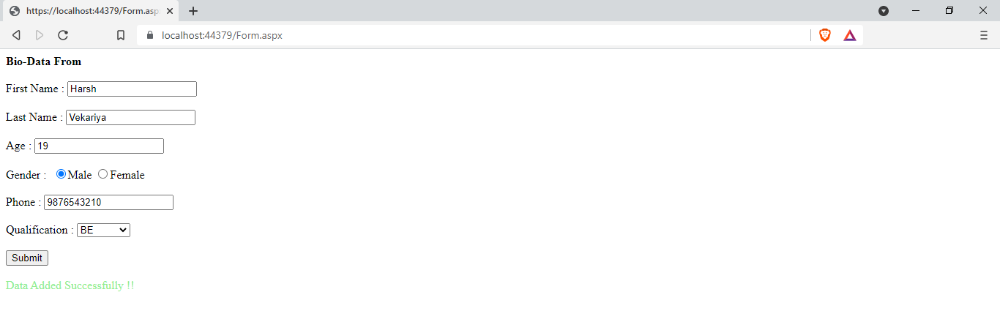 https://localhost:44379/Form.asp
localhost:44379/Form.aspx
Bio-Data From
First Name : Harsh
Last Name : Vekariya
Age : 19
Gender : Male Female
Phone : 9876543210
Qualification : BE
Submit
Data Added Successfully !!